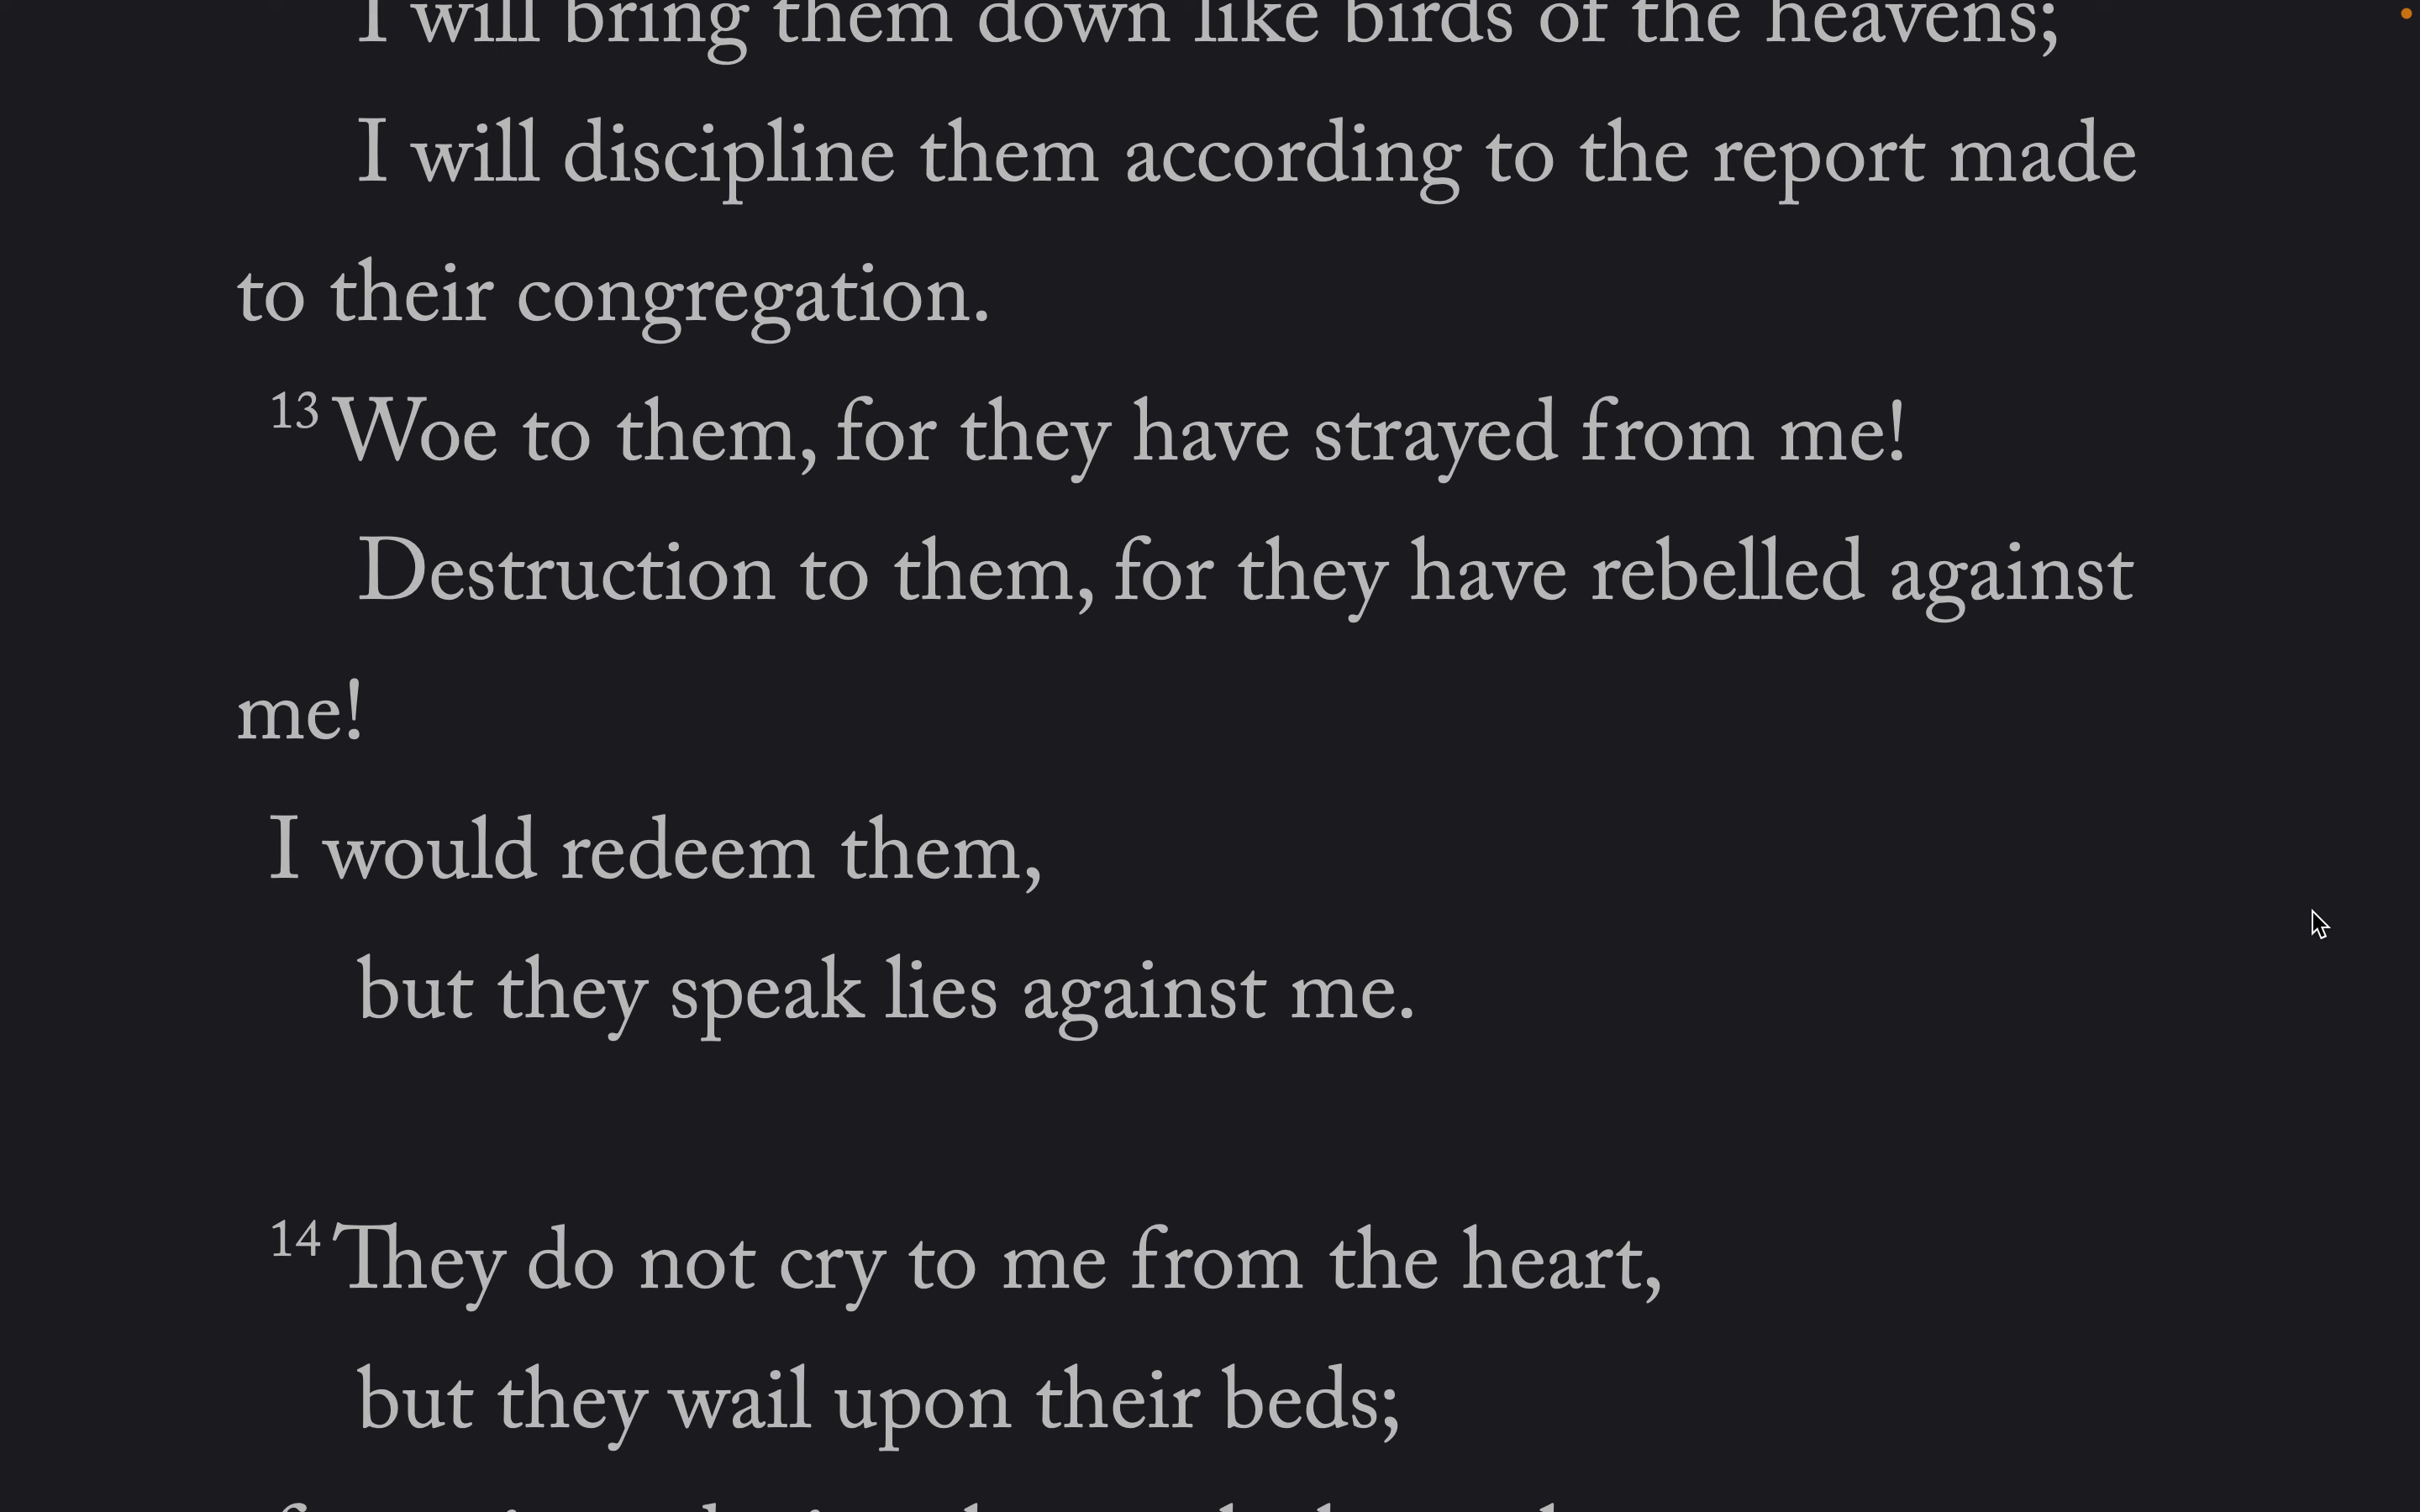 I will bring them down like birds of the heavens;
I will discipline them according to the report made
to their congregation.
13 Woe to them, for they have strayed from me!
Destruction to them, for they have rebelled against
me!
I would redeem them,
but they speak lies against me.
14 They do not cry to me from the heart,
but they wail upon their beds;